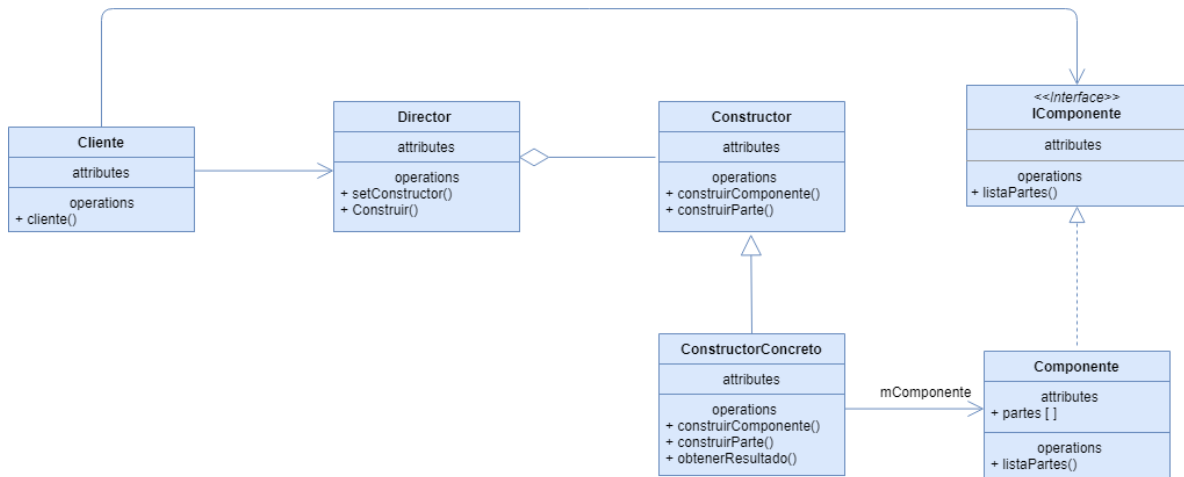 Cliente
attributes
operations
+ cliente()
Director
attributes
operations
+ setConstructor()
+ Construir()
Constructor
attributes
operations
+ construirComponente()
+ construirParte()
<<Interface>>
IComponente
attributes
operations
+ listaPartes()
ConstructorConcreto
attributes
operations
+ construirComponente()
+ construirParte()
+ obtenerResultado()
mComponente
Componente
attributes
+ partes [ ]
operations
+ listaPartes()